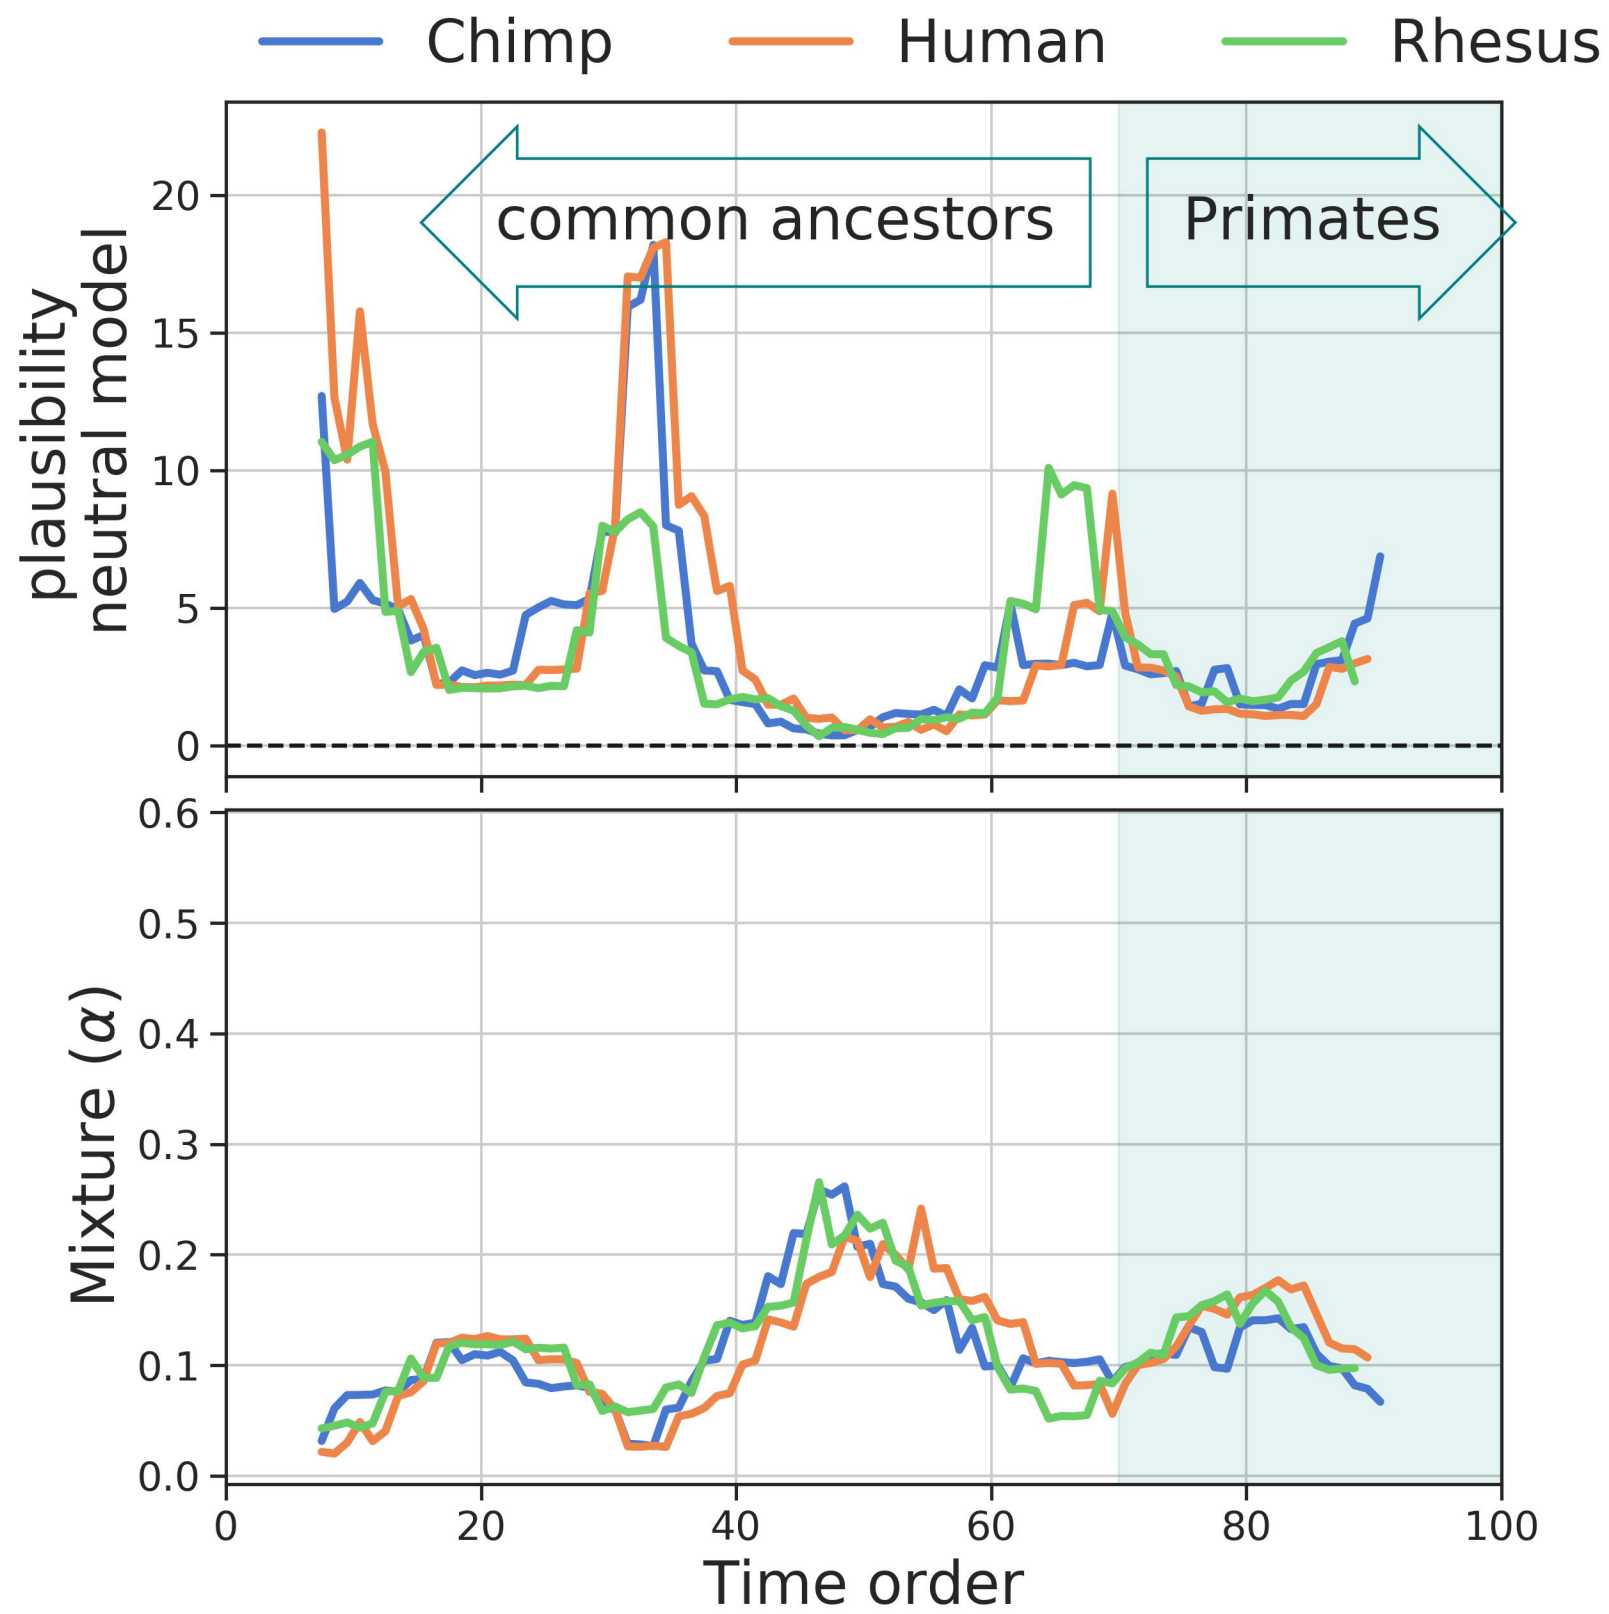 Chimp Human Rhesus
common ancestors
Primates
plausibility
neutral model
20
15
10
5
0
Mixture (α)
0.6
0.5
0.4
0.3
0.2
0.1
0.0
0 20 40 60 80 100
Time order